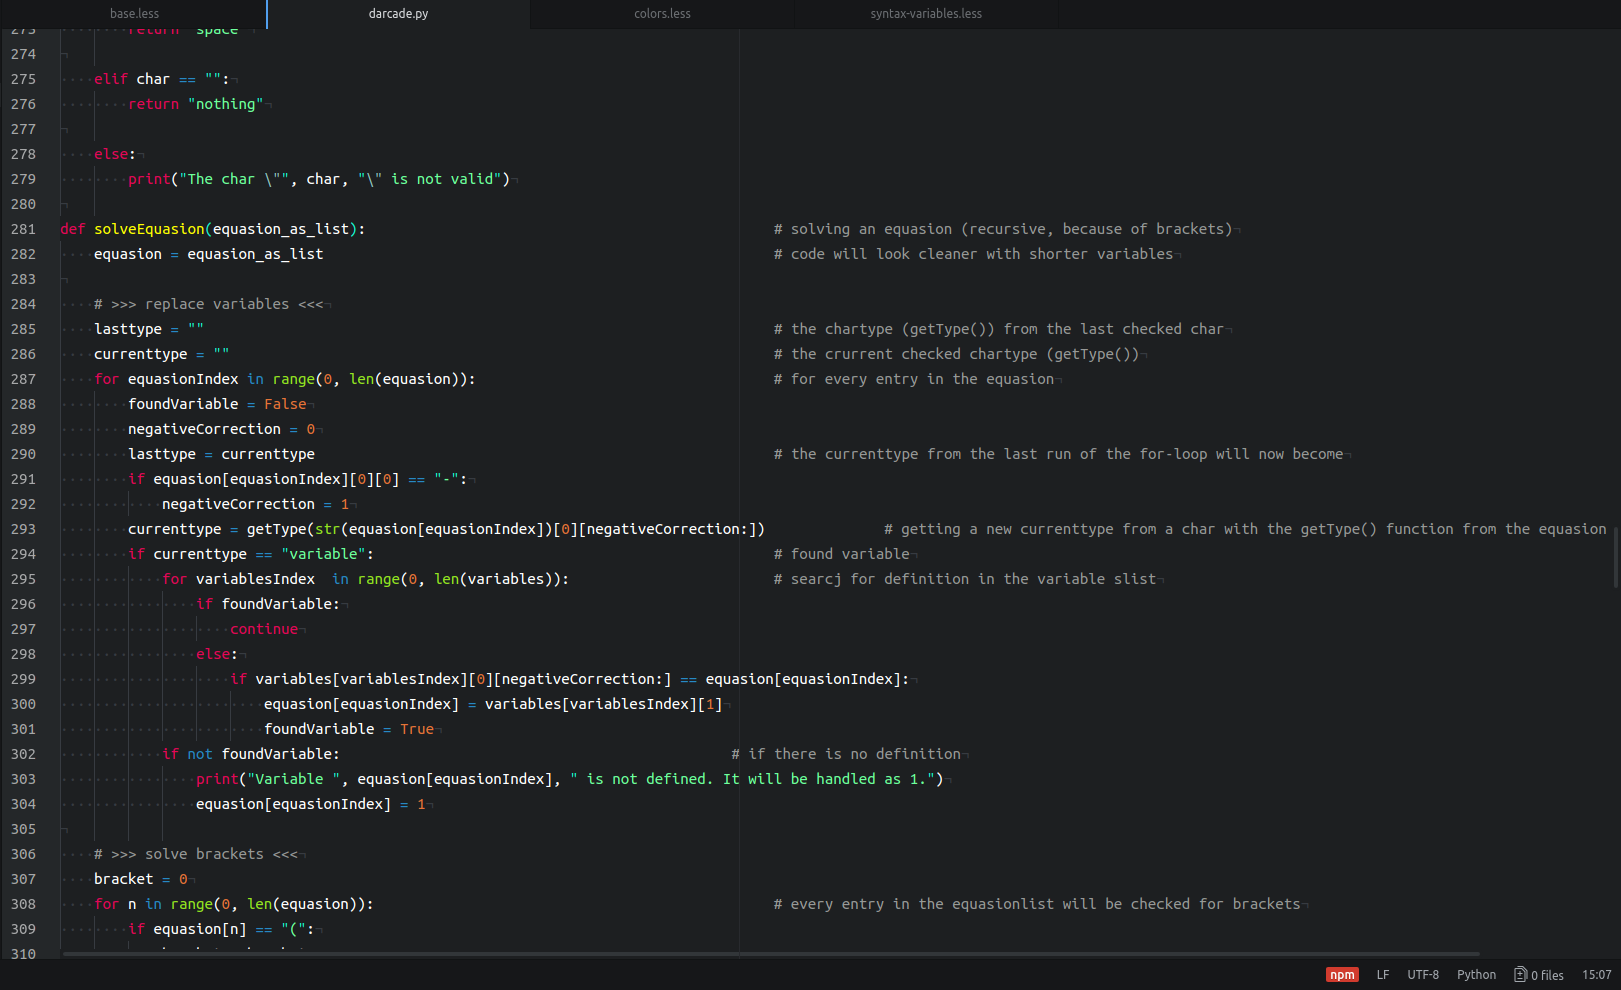 base.less darcade.py colors.less syntax-variables.less
273 return "space"
274
275 elif char == "":
276 return "nothing"
277
278 else:
279 print("The char \"", char, "\" is not valid")
280
281 def solveEquasion(equasion_as_list): # solving an equasion (recursive, because of brackets)
282 equasion = equasion_as_list # code will look cleaner with shorter variables
283
284 # >>> replace variables <<<
285 lasttype = "" # the chartype (getType()) from the last checked char
286 currenttype = "" # the crurrent checked chartype (getType())
287 for equasionIndex in range(0, len(equasion)): # for every entry in the equasion
288 foundVariable = False
289 negativeCorrection = 0
290 lasttype = currenttype # the currenttype from the last run of the for-loop will now become
291 if equasion[equasionIndex][0][0] == "-":
292 negativeCorrection = 1
293 currenttype = getType(str(equasion[equasionIndex])[0][negativeCorrection:]) # getting a new currenttype from a char with the getType() function from the equasion
294 if currenttype == "variable": # found variable
295 for variablesIndex  in range(0, len(variables)): # searcj for definition in the variable slist
296 if foundVariable:
297 continue
298 else:
299 if variables[variablesIndex][0][negativeCorrection:] == equasion[equasionIndex]:
300 equasion[equasionIndex] = variables[variablesIndex][1]
301 foundVariable = True
302 if not foundVariable: # if there is no definition
303 print("Variable ", equasion[equasionIndex], " is not defined. It will be handled as 1.")
304 equasion[equasionIndex] = 1
305
306 # >>> solve brackets <<<
307 bracket = 0
308 for n in range(0, len(equasion)): # every entry in the equasionlist will be checked for brackets
309 if equasion[n] == "(":
310
npm LF UTF-8 Python 0 files 15:07